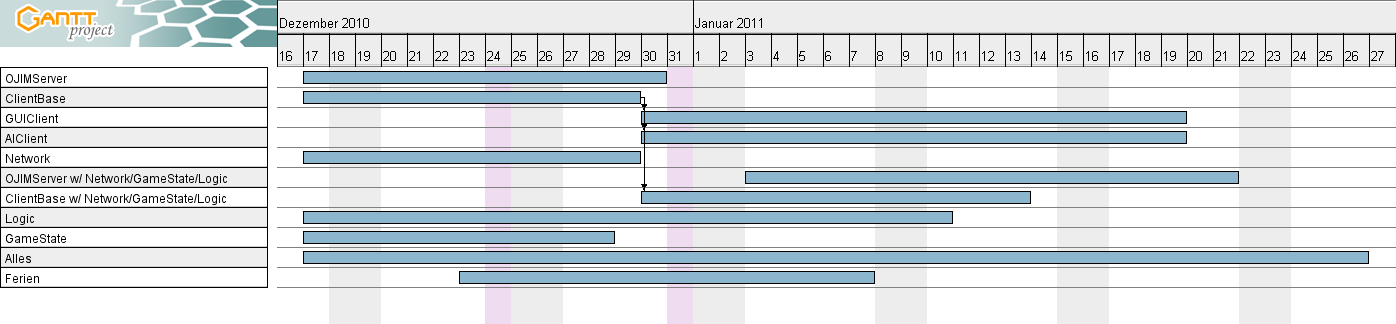 GANTT
project
Dezember 2010 Januar 2011
16 17 18 19 20 21 22 23 24 25 26 27 28 29 30 31 1 2 3 4 5 6 7 8 9 10 11 12 13 14 15 16 17 18 19 20 21 22 23 24 25 26 27
OJIMServer
ClientBase
GUIClient
AIClient
Network
OJIMServer w/ Network/GameState/Logic
ClientBase w/ Network/GameState/Logic
Logic
GameState
Alles
Ferien